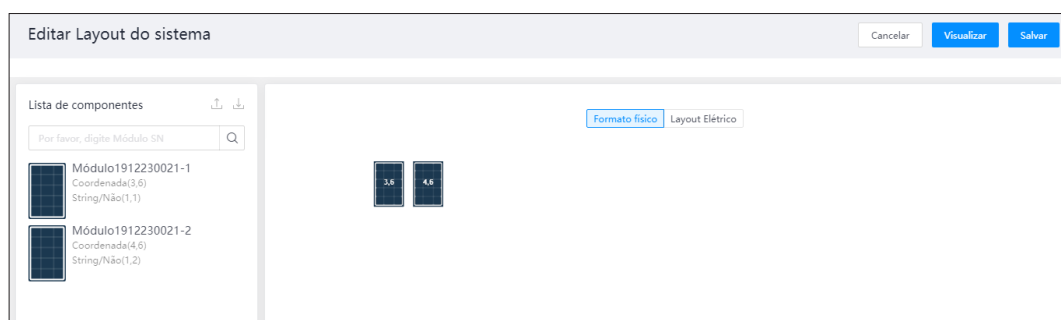 Editar Layout do sistema
Cancelar
Visualizar
Salvar
Lista de componentes
Por favor, digite Módulo SN
Módulo1912230021-1
Coordenada(3,6)
String/Não(1,1)
Módulo1912230021-2
Coordenada(4,6)
String/Não(1,2)
Formato físico
Layout Elétrico
3,6
4,6